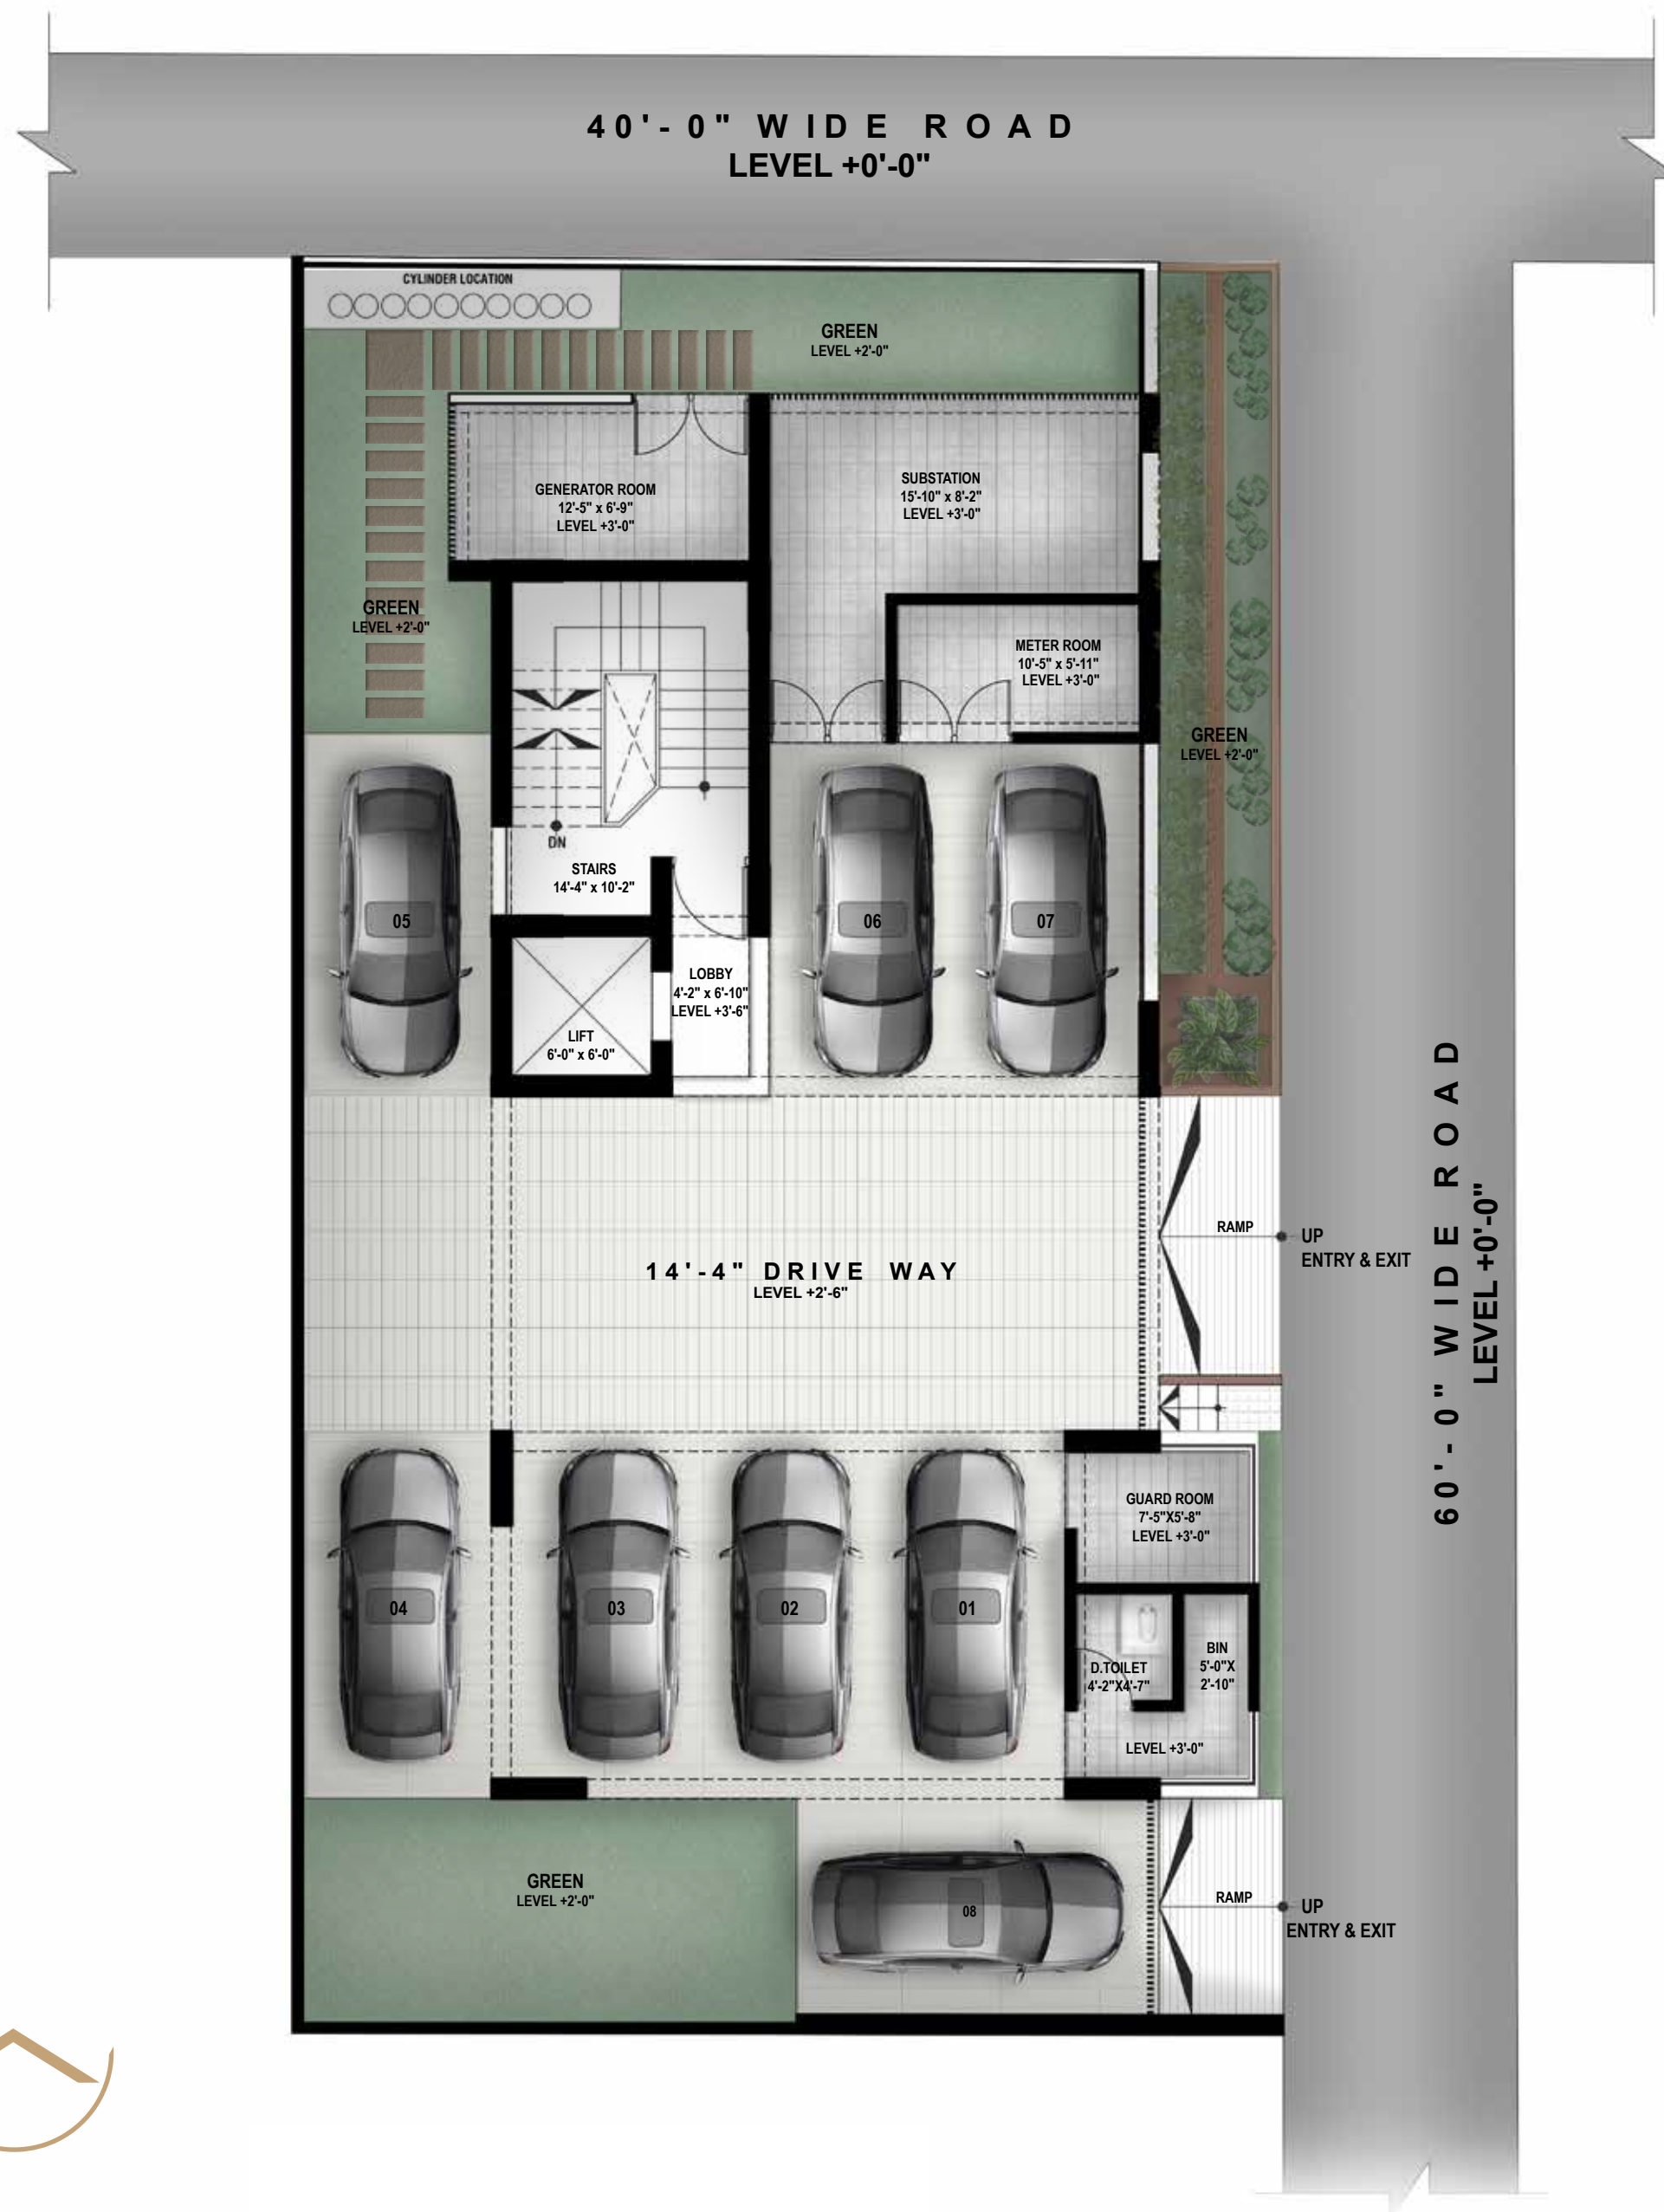 40'-0" WIDE ROAD
LEVEL +0'-0"
CYLINDER LOCATION
GREEN
LEVEL +2'-0"
GENERATOR ROOM
12'-5" x 6'-9"
LEVEL +3'-0"
SUBSTATION
15'-10" x 8'-2"
LEVEL +3'-0"
GREEN
LEVEL +2'-0"
METER ROOM
10'-5" x 5'-11"
LEVEL +3'-0"
GREEN
LEVEL +2'-0"
DN
STAIRS
14'-4" x 10'-2"
05
06
07
LOBBY
4'-2" x 6'-10"
LEVEL +3'-6"
LIFT
6'-0" x 6'-0"
60'-0" WIDE ROAD
LEVEL +0'-0"
RAMP
UP
ENTRY & EXIT
14'-4" DRIVE WAY
LEVEL +2'-6"
GUARD ROOM
7'-5"X5'-8"
LEVEL +3'-0"
04
03
02
01
D.TOILET
4'-2"X4'-7"
BIN
5'-0"X
2'-10"
LEVEL +3'-0"
GREEN
LEVEL +2'-0"
08
RAMP
UP
ENTRY & EXIT